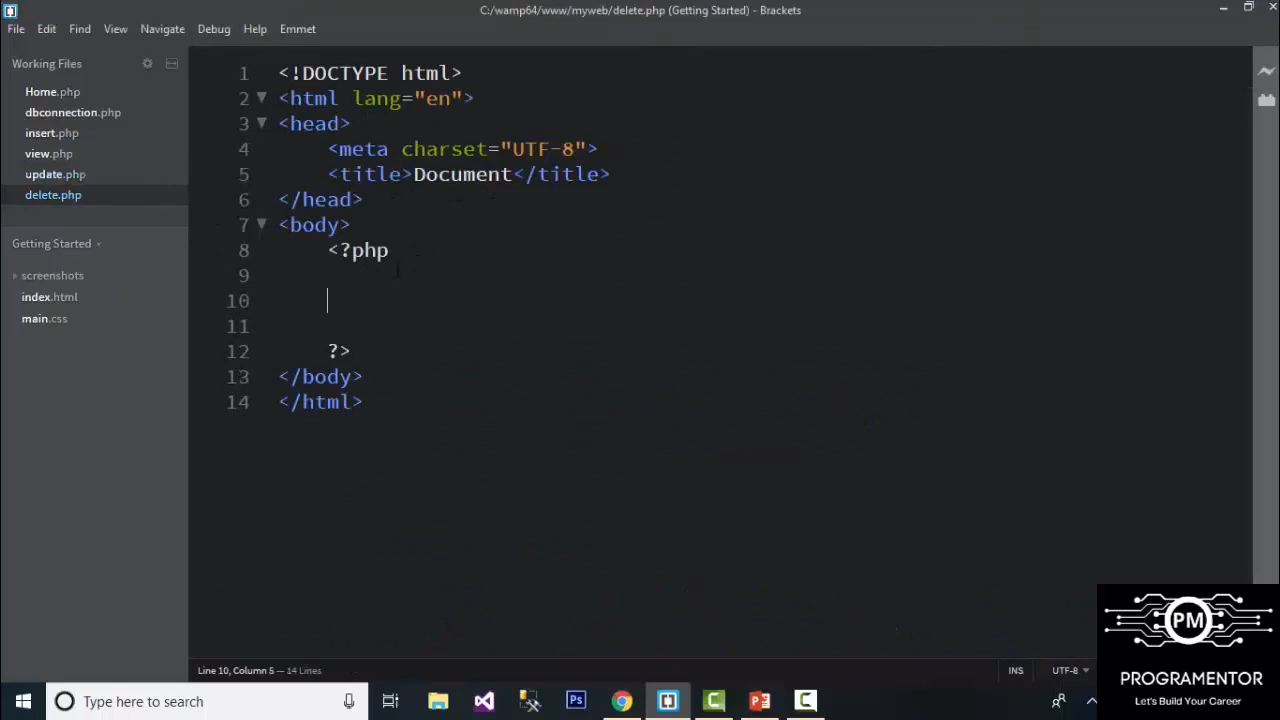 C:/wamp64/www/myweb/delete.php (Getting Started) - Brackets
File Edit Find View Navigate Debug Help Emmet
Working Files
Home.php
dbconnection.php
insert.php
view.php
update.php
delete.php
Getting Started
screenshots
index.html
main.css
1 <!DOCTYPE html>
2 <html lang="en">
3 <head>
4 <meta charset="UTF-8">
5 <title>Document</title>
6 </head>
7 <body>
8 <?php
9
10
11
12 ?>
13 </body>
14 </html>
Line 10, Column 5 — 14 Lines
INS UTF-8
PM
PROGRAMENTOR
Let's Build Your Career
Type here to search
Ps